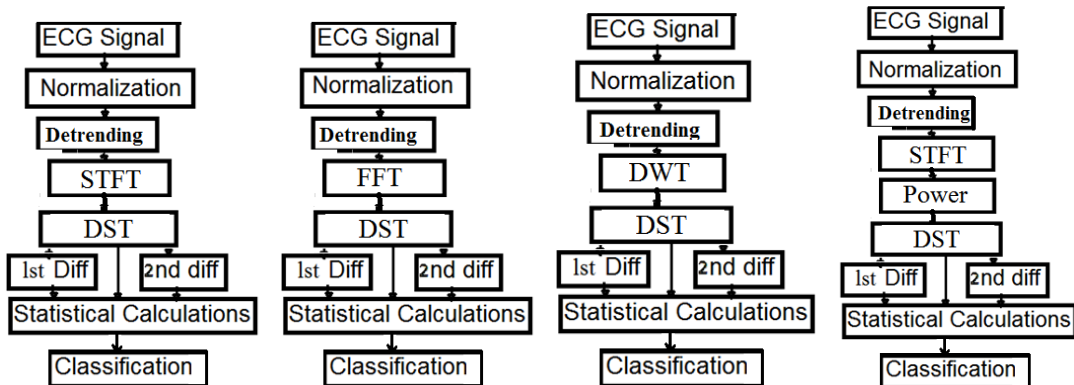 ECG Signal
Normalization
Detrending
STFT
DST
1st Diff
2nd diff
Statistical Calculations
Classification
ECG Signal
Normalization
Detrending
FFT
DST
1st Diff
2nd diff
Statistical Calculations
Classification
ECG Signal
Normalization
Detrending
DWT
DST
1st Diff
2nd diff
Statistical Calculations
Classification
ECG Signal
Normalization
Detrending
STFT
Power
DST
1st Diff
2nd diff
Statistical Calculations
Classification